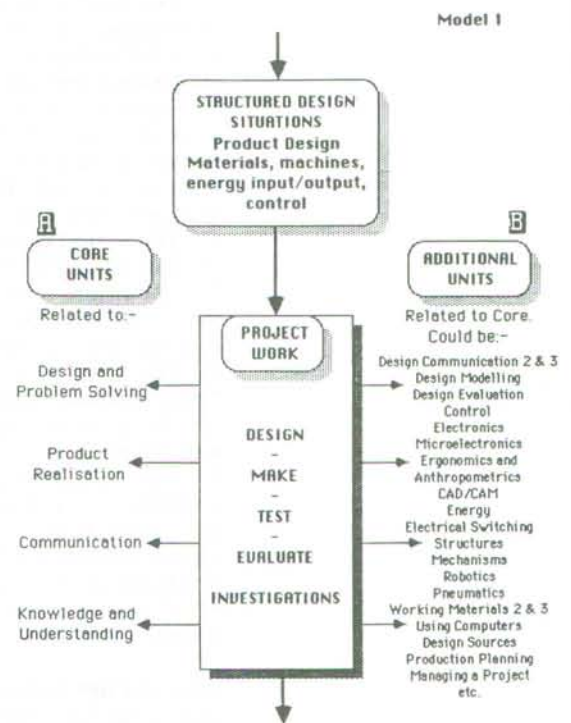 Model 1
STRUCTURED DESIGN
SITUATIONS
Product Design
Materials, machines,
energy input/output,
control
A
CORE
UNITS
Related to:-
Design and
Problem Solving
Product
Realisation
Communication
Knowledge and
Understanding
PROJECT
WORK
DESIGN
-
MAKE
-
TEST
-
EVALUATE
INVESTIGATIONS
B
ADDITIONAL
UNITS
Related to Core.
Could be:-
Design Communication 2 & 3
Design Modelling
Design Evaluation
Control
Electronics
Microelectronics
Ergonomics and
Anthropometrics
CAD/CAM
Energy
Electrical Switching
Structures
Mechanisms
Robotics
Pneumatics
Working Materials 2 & 3
Using Computers
Design Sources
Production Planning
Managing a Project
etc.